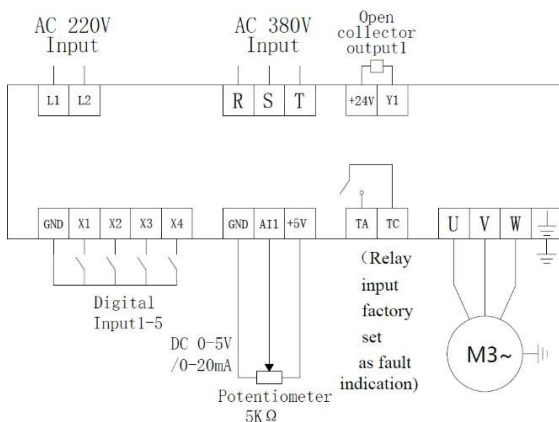 AC 220V
Input
AC 380V
Input
Open
collector
output1
L1 L2
R S T
+24V Y1
GND X1 X2 X3 X4
GND AI1 +5V
TA TC
U V W
Digital
Input1-5
DC 0-5V
/0-20mA
Potentiometer
5KΩ
(Relay
input
factory
set
as fault
indication)
M3~